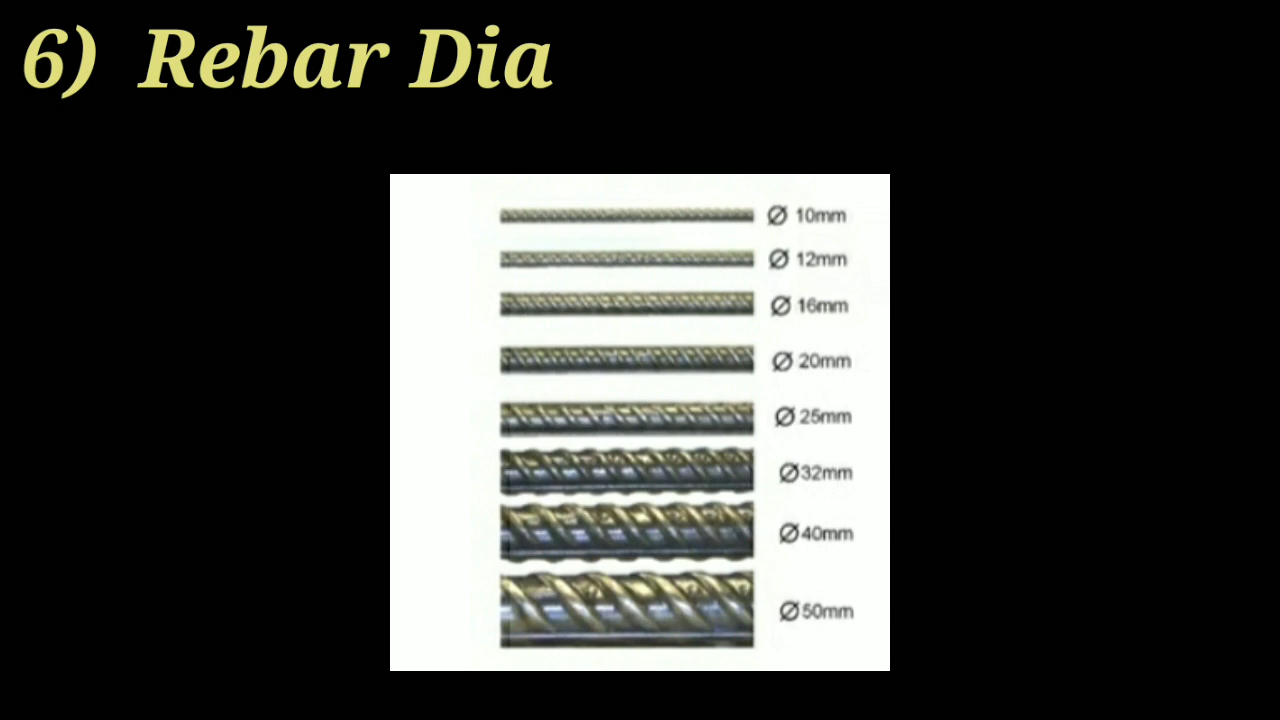 6) Rebar Dia
Ø 10mm
Ø 12mm
Ø 16mm
Ø 20mm
Ø 25mm
Ø32mm
Ø40mm
Ø50mm